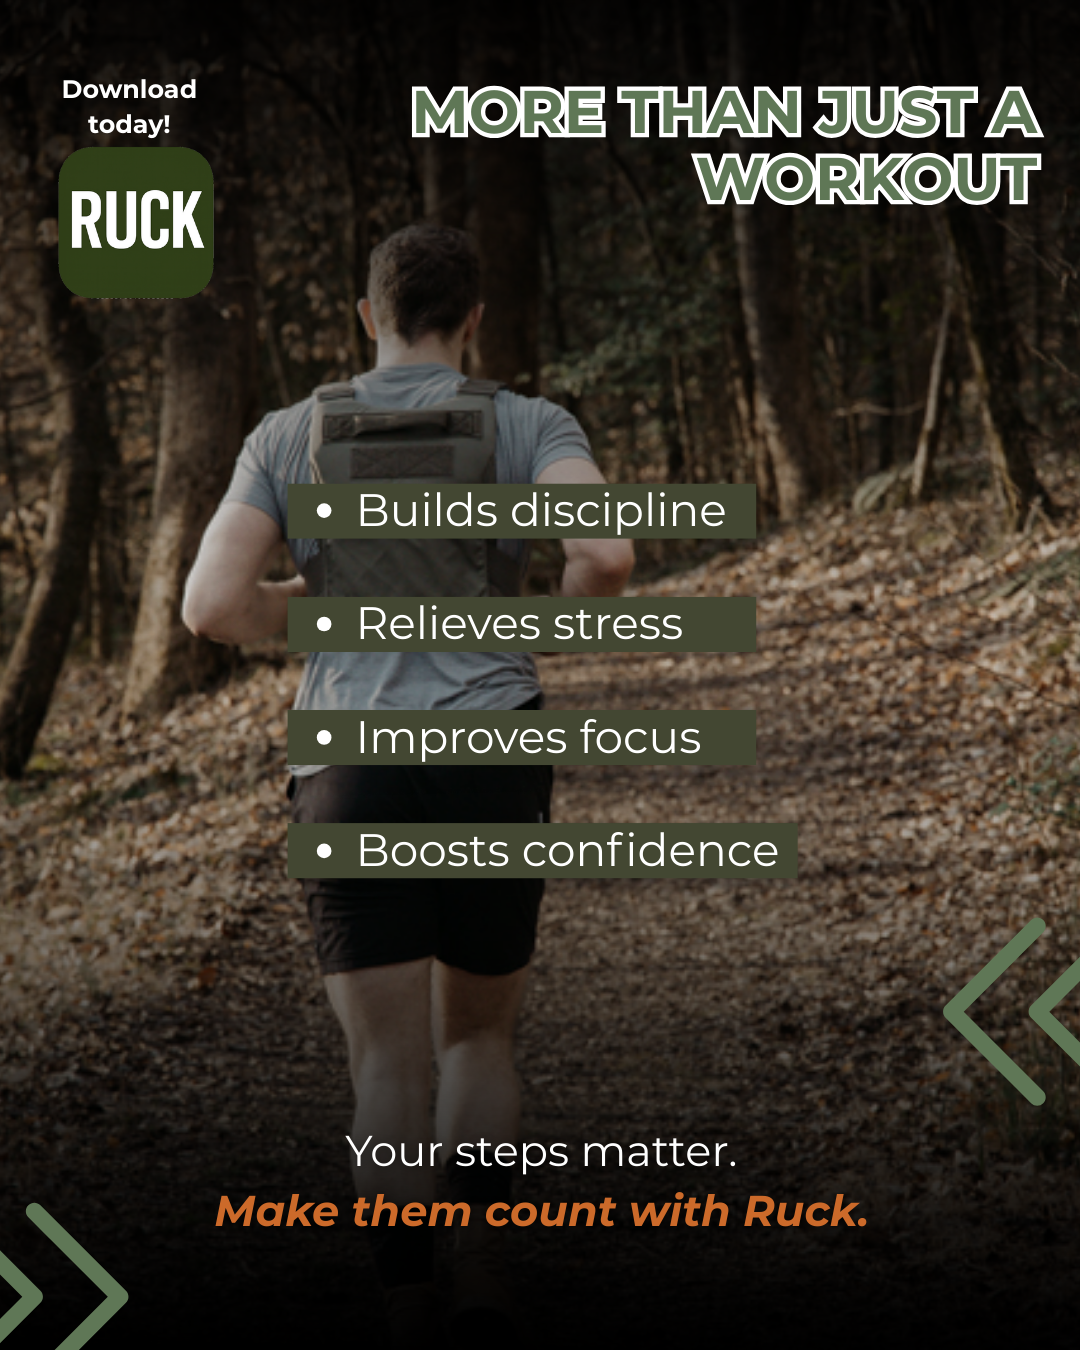 Download
today!
RUCK
MORE THAN JUST A
WORKOUT
• Builds discipline
• Relieves stress
• Improves focus
• Boosts confidence
Your steps matter.
Make them count with Ruck.